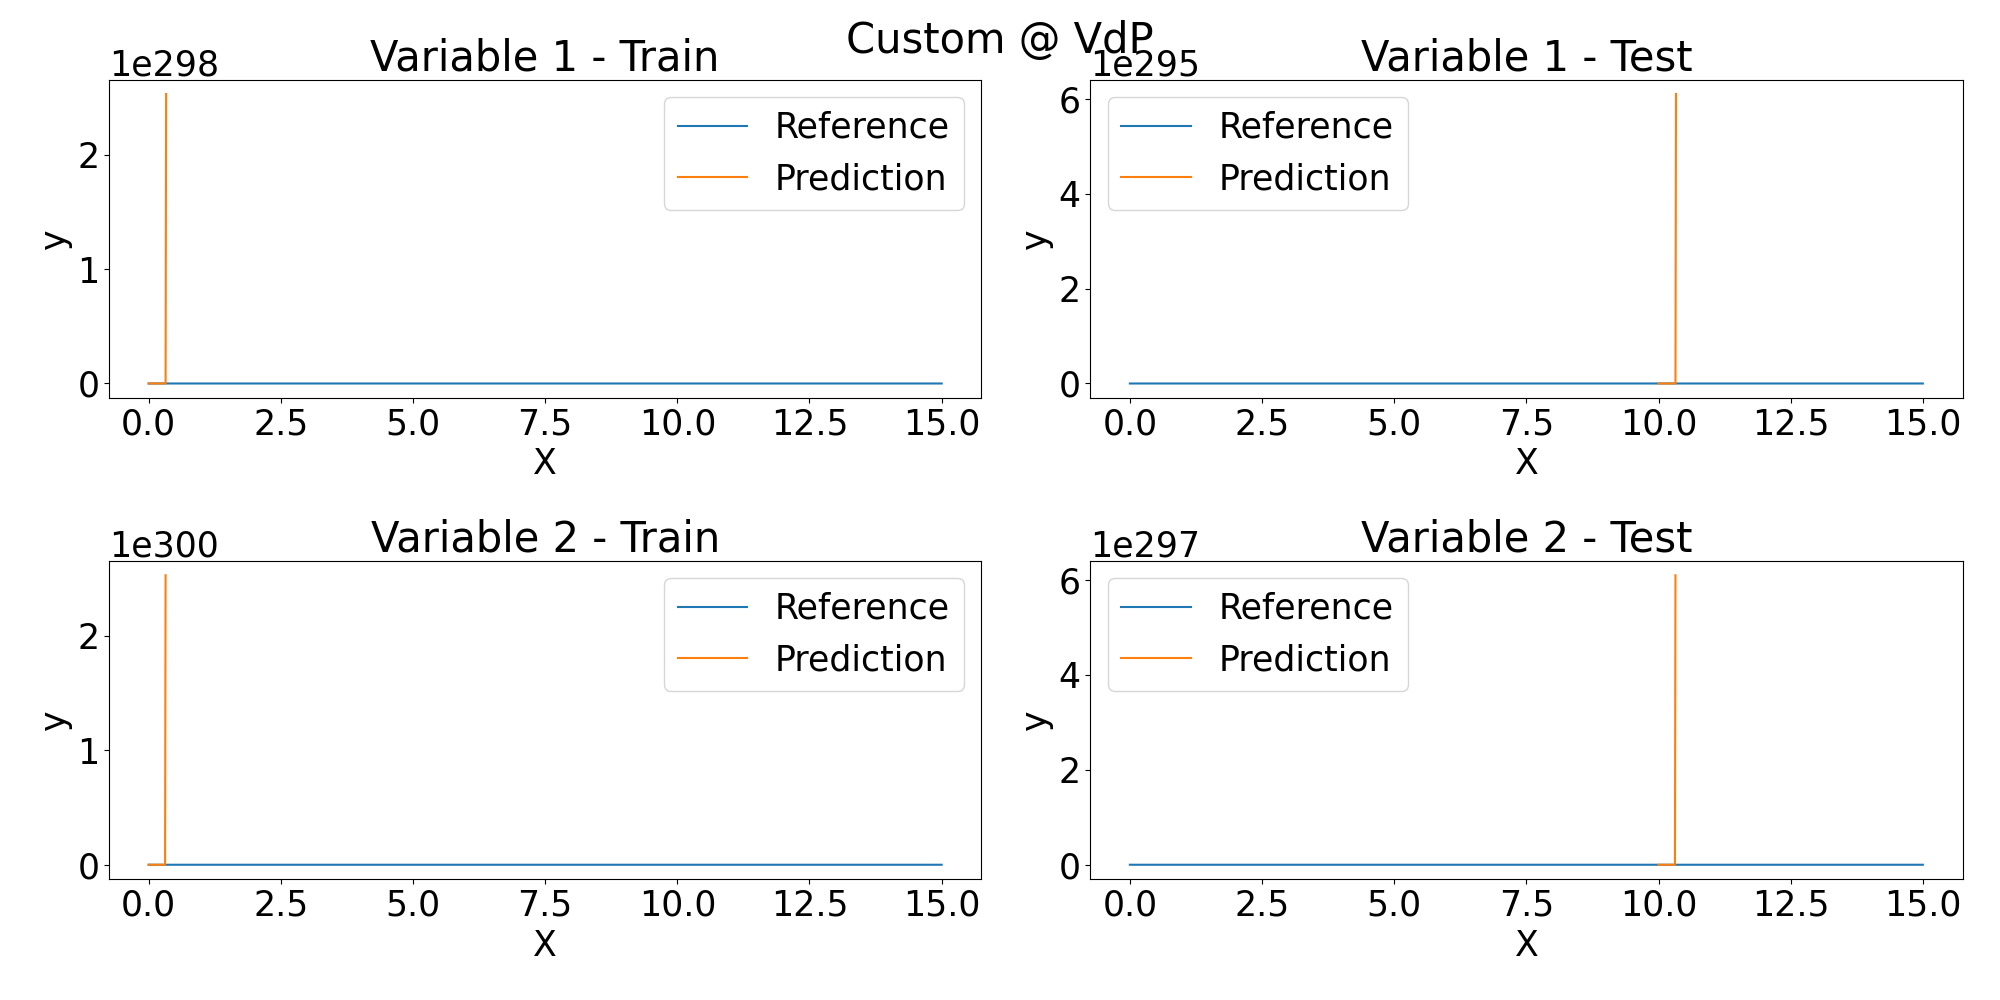 Custom @ VdP
Variable 1 - Train
1e298
2
1
0
y
0.0 2.5 5.0 7.5 10.0 12.5 15.0
X
Reference
Prediction
Variable 1 - Test
1e295
6
4
2
0
y
0.0 2.5 5.0 7.5 10.0 12.5 15.0
X
Reference
Prediction
Variable 2 - Train
1e300
2
1
0
y
0.0 2.5 5.0 7.5 10.0 12.5 15.0
X
Reference
Prediction
Variable 2 - Test
1e297
6
4
2
0
y
0.0 2.5 5.0 7.5 10.0 12.5 15.0
X
Reference
Prediction